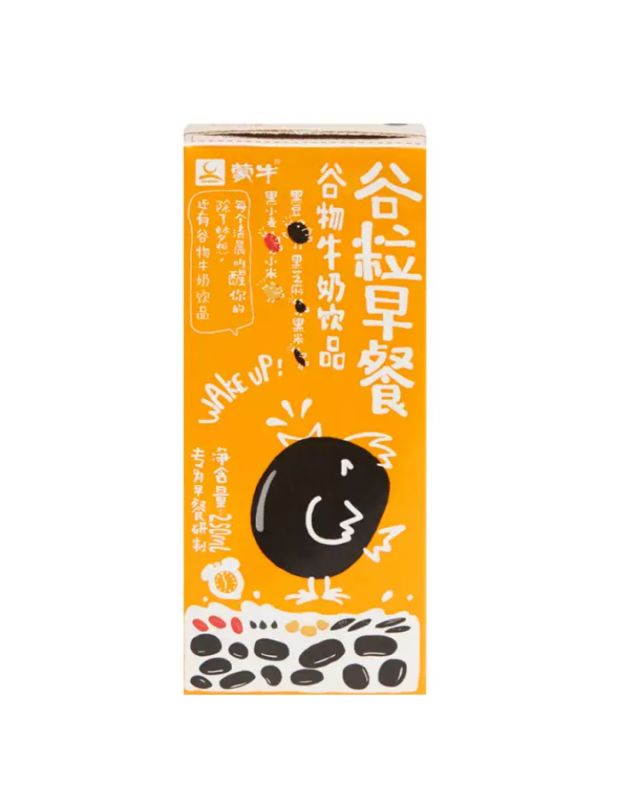 蒙牛®
谷粒早餐
谷物牛奶饮品
黑豆 黑芝麻 黑米
黑小麦 小米
每个清晨叫醒你的
除了梦想，
还有谷物牛奶饮品
WAKE UP!
净含量:250mL
专为早餐研制